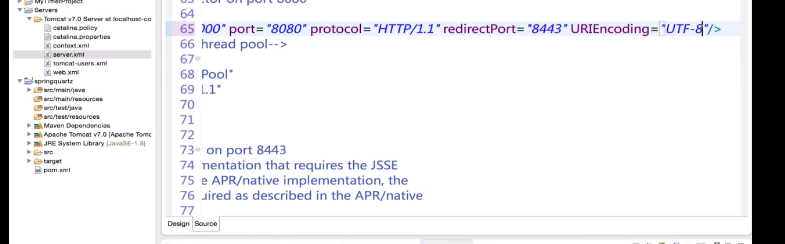 MyTimerProject
Servers
Tomcat v7.0 Server at localhost-co
catalina.policy
catalina.properties
context.xml
server.xml
tomcat-users.xml
web.xml
springquartz
src/main/java
src/main/resources
src/test/java
src/test/resources
Maven Dependencies
Apache Tomcat v7.0 [Apache Tomc
JRE System Library [JavaSE-1.8]
src
target
pom.xml
64
65 000" port="8080" protocol="HTTP/1.1" redirectPort="8443" URIEncoding="UTF-8"/>
66 hread pool-->
67
68 Pool"
69 1.1"
70
71
72
73 on port 8443
74 mentation that requires the JSSE
75 e APR/native implementation, the
76 uired as described in the APR/native
77
Design Source